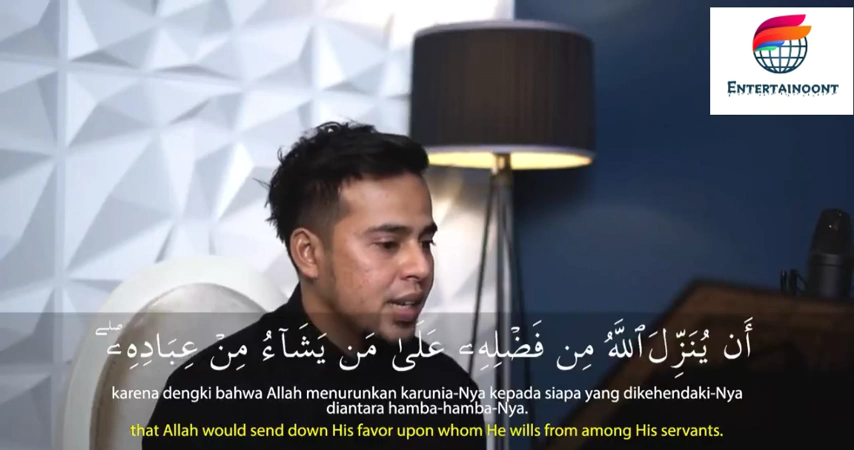 ENTERTAINOONT
أَن يُنَزِّلَ ٱللَّهُ مِن فَضْلِهِۦ عَلَىٰ مَن يَشَآءُ مِنْ عِبَادِهِۦ ۖ
karena dengki bahwa Allah menurunkan karunia-Nya kepada siapa yang dikehendaki-Nya
diantara hamba-hamba-Nya.
that Allah would send down His favor upon whom He wills from among His servants.